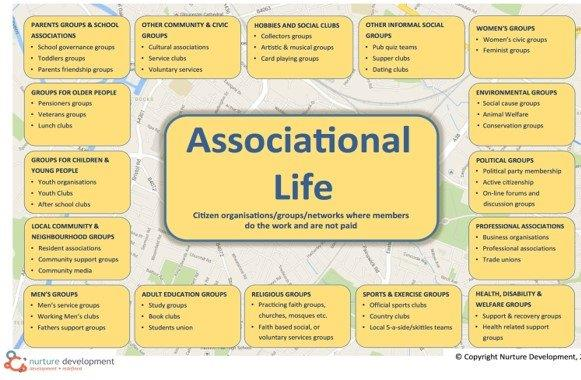 PARENTS GROUPS & SCHOOL
ASSOCIATIONS
• School governance groups
• Toddlers groups
• Parents friendship groups
OTHER COMMUNITY & CIVIC
GROUPS
• Cultural associations
• Service clubs
• Voluntary services
HOBBIES AND SOCIAL CLUBS
• Collectors groups
• Artistic & musical groups
• Card playing groups
OTHER INFORMAL SOCIAL
GROUPS
• Pub quiz teams
• Supper clubs
• Dating clubs
WOMEN'S GROUPS
• Women's civic groups
• Feminist groups
GROUPS FOR OLDER PEOPLE
• Pensioners groups
• Veterans groups
• Lunch clubs
ENVIRONMENTAL GROUPS
• Social cause groups
• Animal Welfare
• Conservation groups
Associational
Life
Citizen organisations/groups/networks where members
do the work and are not paid
GROUPS FOR CHILDREN &
YOUNG PEOPLE
• Youth organisations
• Youth Clubs
• After school clubs
POLITICAL GROUPS
• Political party membership
• Active citizenship
• On-line forums and
discussion groups
LOCAL COMMUNITY &
NEIGHBOURHOOD GROUPS
• Resident associations
• Community support groups
• Community media
PROFESSIONAL ASSOCIATIONS
• Business organisations
• Professional associations
• Trade unions
MEN'S GROUPS
• Men's service groups
• Working Men's clubs
• Fathers support groups
ADULT EDUCATION GROUPS
• Study groups
• Book clubs
• Students union
RELIGIOUS GROUPS
• Practicing faith groups,
churches, mosques etc.
• Faith based social, or
voluntary services groups
SPORTS & EXERCISE GROUPS
• Official sports clubs
• Country clubs
• Local 5-a-side/skittles teams
HEALTH, DISABILITY &
WELFARE GROUPS
• Support & recovery groups
• Health related support
groups
nurture development
© Copyright Nurture Development,